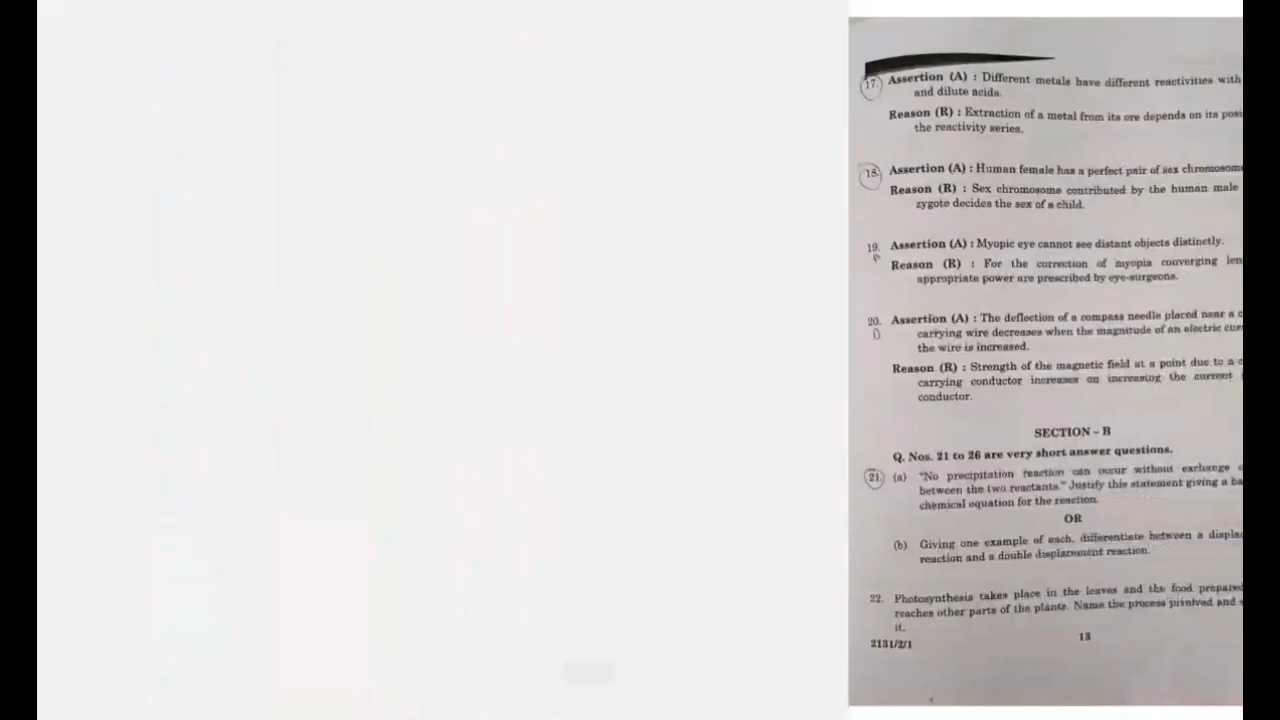 17. Assertion (A) : Different metals have different reactivities with
and dilute acids.
Reason (R) : Extraction of a metal from its ore depends on its
the reactivity series.
18. Assertion (A) : Human female has a perfect pair of sex
Reason (R) : Sex chromosome contributed by the human male
zygote decides the sex of a child.
19. Assertion (A) : Myopic eye cannot see distant objects distinctly.
Reason (R) : For the correction of myopia converging
appropriate power are prescribed by eye-surgeons.
20. Assertion (A) : The deflection of a compass needle placed near a
carrying wire decreases when the magnitude of an electric
the wire is increased.
Reason (R) : Strength of the magnetic field at a point due to a
carrying conductor increases on increasing the current
conductor.
SECTION – B
Q. Nos. 21 to 26 are very short answer questions.
21. (a) "No precipitation reaction can occur without exchange
between the two reactants." Justify this statement giving a
chemical equation for the reaction.
OR
(b) Giving one example of each, differentiate between a
reaction and a double displacement reaction.
22. Photosynthesis takes place in the leaves and the food prepared
reaches other parts of the plants. Name the process involved and
it.
2131/2/1
13